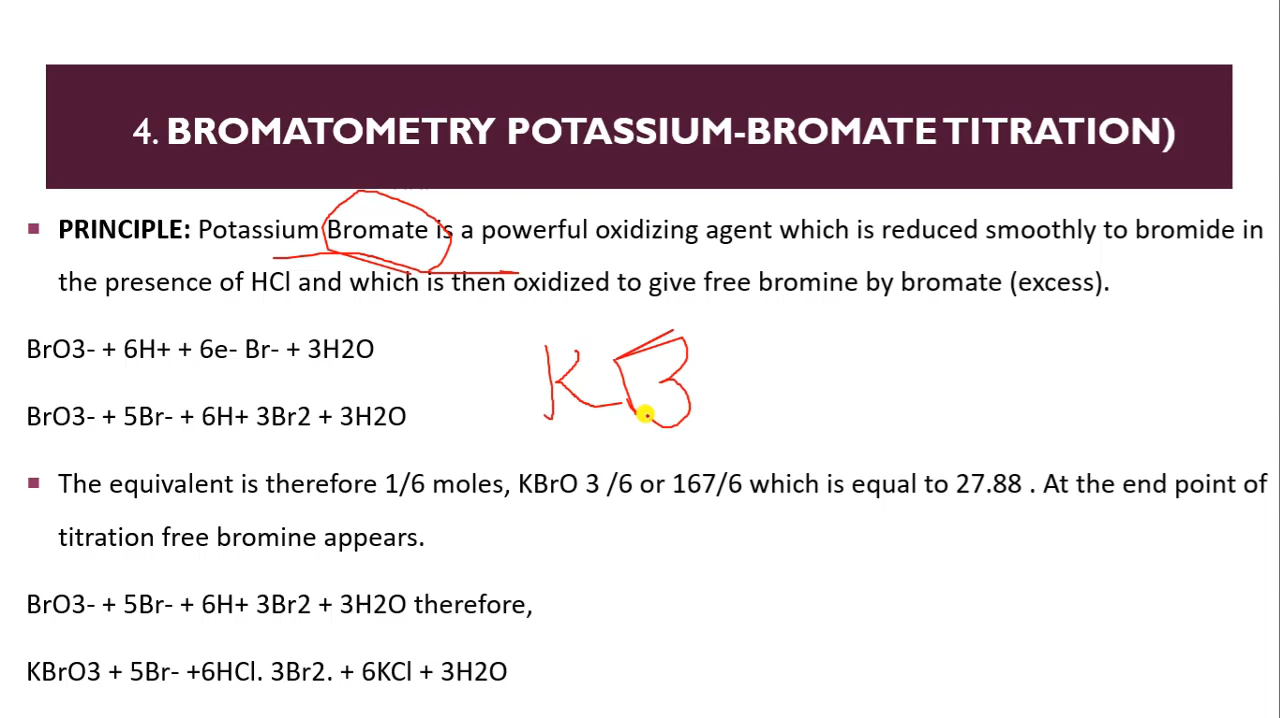 4. BROMATOMETRY POTASSIUM-BROMATE TITRATION)
▪ PRINCIPLE: Potassium Bromate is a powerful oxidizing agent which is reduced smoothly to bromide in
the presence of HCl and which is then oxidized to give free bromine by bromate (excess).
BrO3- + 6H+ + 6e- Br- + 3H2O
KB
BrO3- + 5Br- + 6H+ 3Br2 + 3H2O
▪ The equivalent is therefore 1/6 moles, KBrO 3 /6 or 167/6 which is equal to 27.88 . At the end point of
titration free bromine appears.
BrO3- + 5Br- + 6H+ 3Br2 + 3H2O therefore,
KBrO3 + 5Br- +6HCl. 3Br2. + 6KCl + 3H2O